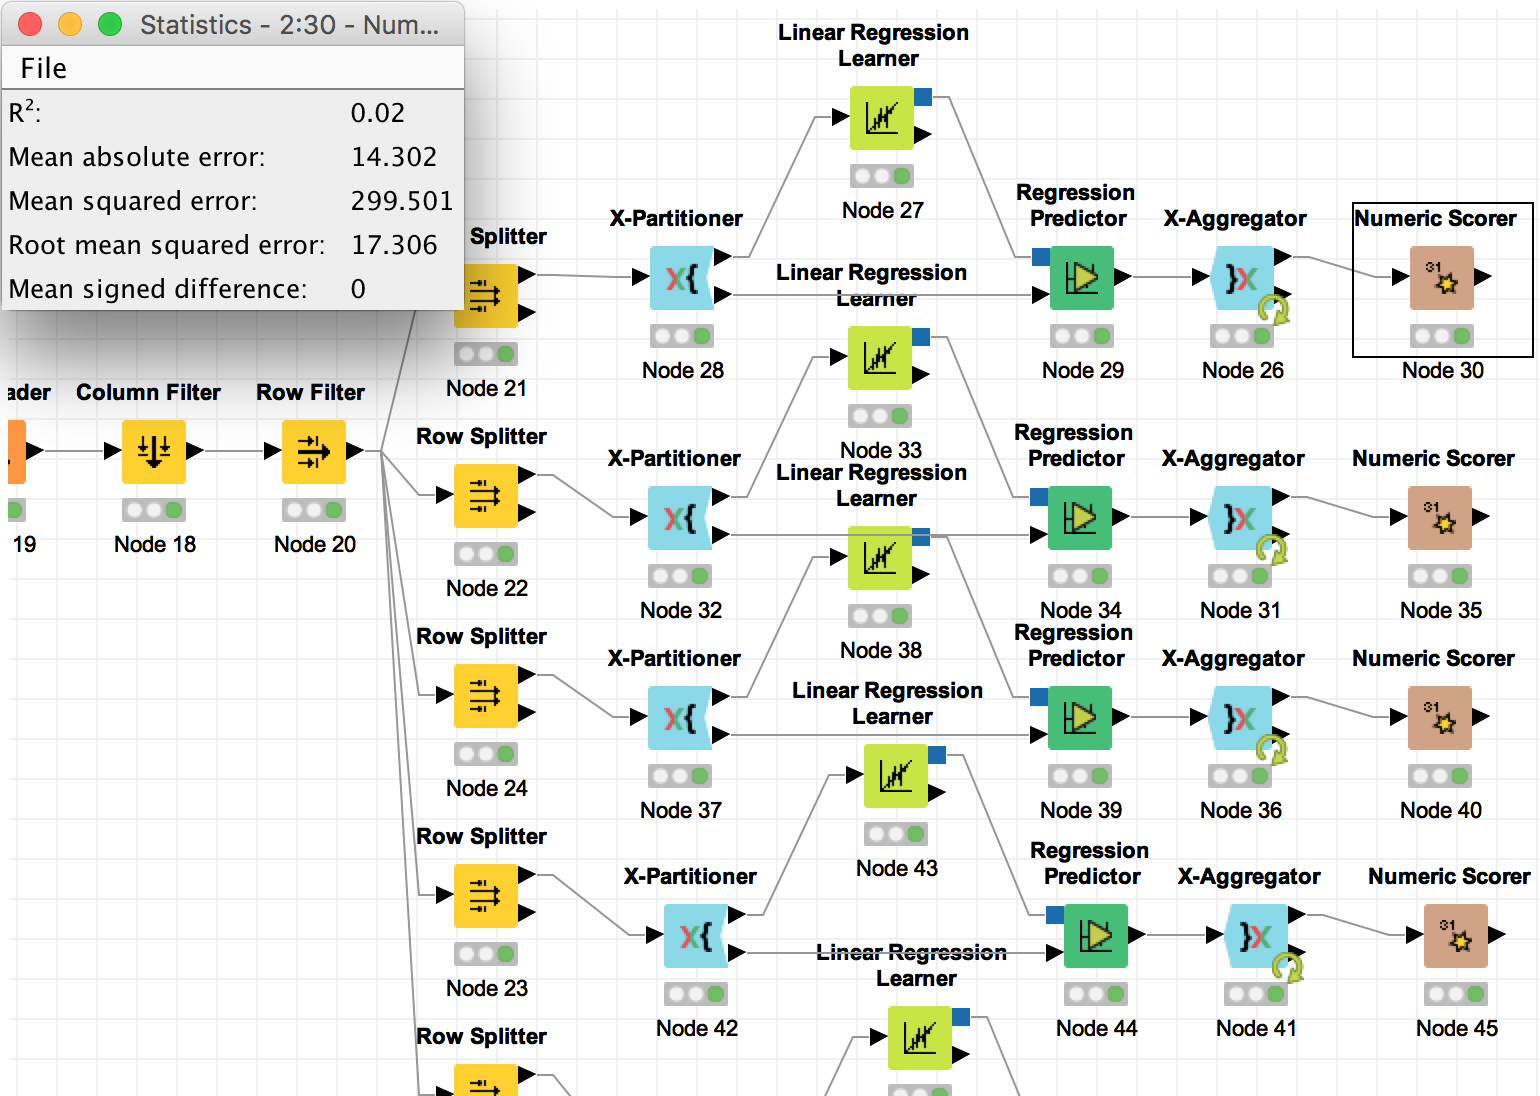 Statistics - 2:30 - Num...
File
R²: 0.02
Mean absolute error: 14.302
Mean squared error: 299.501
Root mean squared error: 17.306
Mean signed difference: 0
Linear Regression
Learner
Node 27
Splitter
Node 21
X-Partitioner
Node 28
Regression
Predictor
Node 29
X-Aggregator
Node 26
Numeric Scorer
Node 30
ader
19
Column Filter
Node 18
Row Filter
Node 20
Linear Regression
Learner
Node 33
Row Splitter
Node 22
X-Partitioner
Node 32
Regression
Predictor
Node 34
X-Aggregator
Node 31
Numeric Scorer
Node 35
Linear Regression
Learner
Node 38
Row Splitter
Node 24
X-Partitioner
Node 37
Regression
Predictor
Node 39
X-Aggregator
Node 36
Numeric Scorer
Node 40
Linear Regression
Learner
Node 43
Row Splitter
Node 23
X-Partitioner
Node 42
Regression
Predictor
Node 44
X-Aggregator
Node 41
Numeric Scorer
Node 45
Linear Regression
Learner
Row Splitter